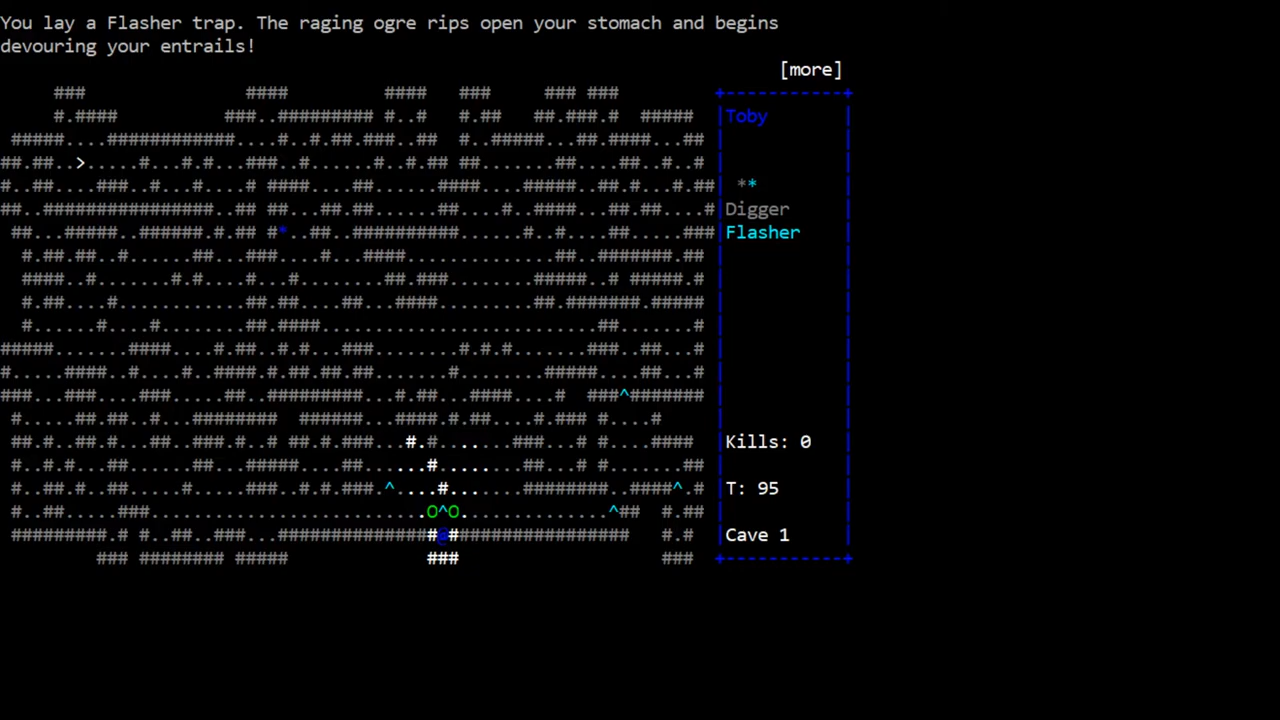 You lay a Flasher trap. The raging ogre rips open your stomach and begins
devouring your entrails!
[more]
Toby
**
Digger
Flasher
Kills: 0
T: 95
Cave 1